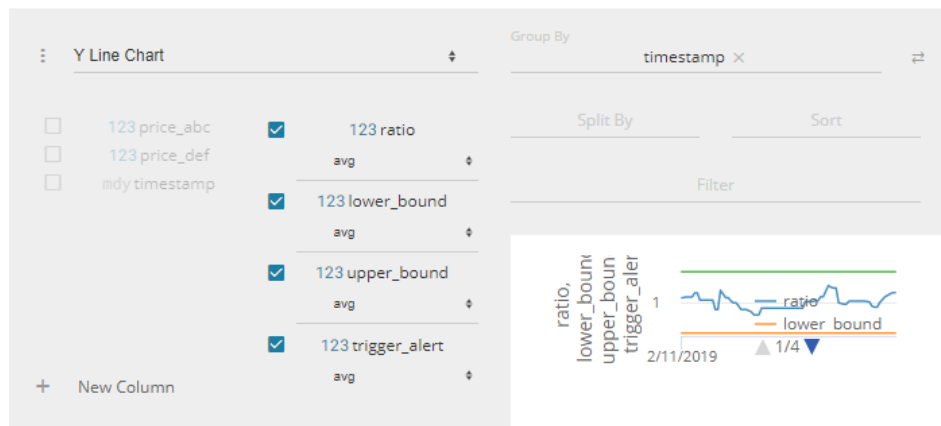 Y Line Chart
Group By
timestamp ×
123 price_abc
123 price_def
mdy timestamp
123 ratio
avg
123 lower_bound
avg
123 upper_bound
avg
123 trigger_alert
avg
+ New Column
Split By
Sort
Filter
ratio,
lower_bound
upper_boun
trigger_aler
1
ratio
lower_bound
2/11/2019
1/4